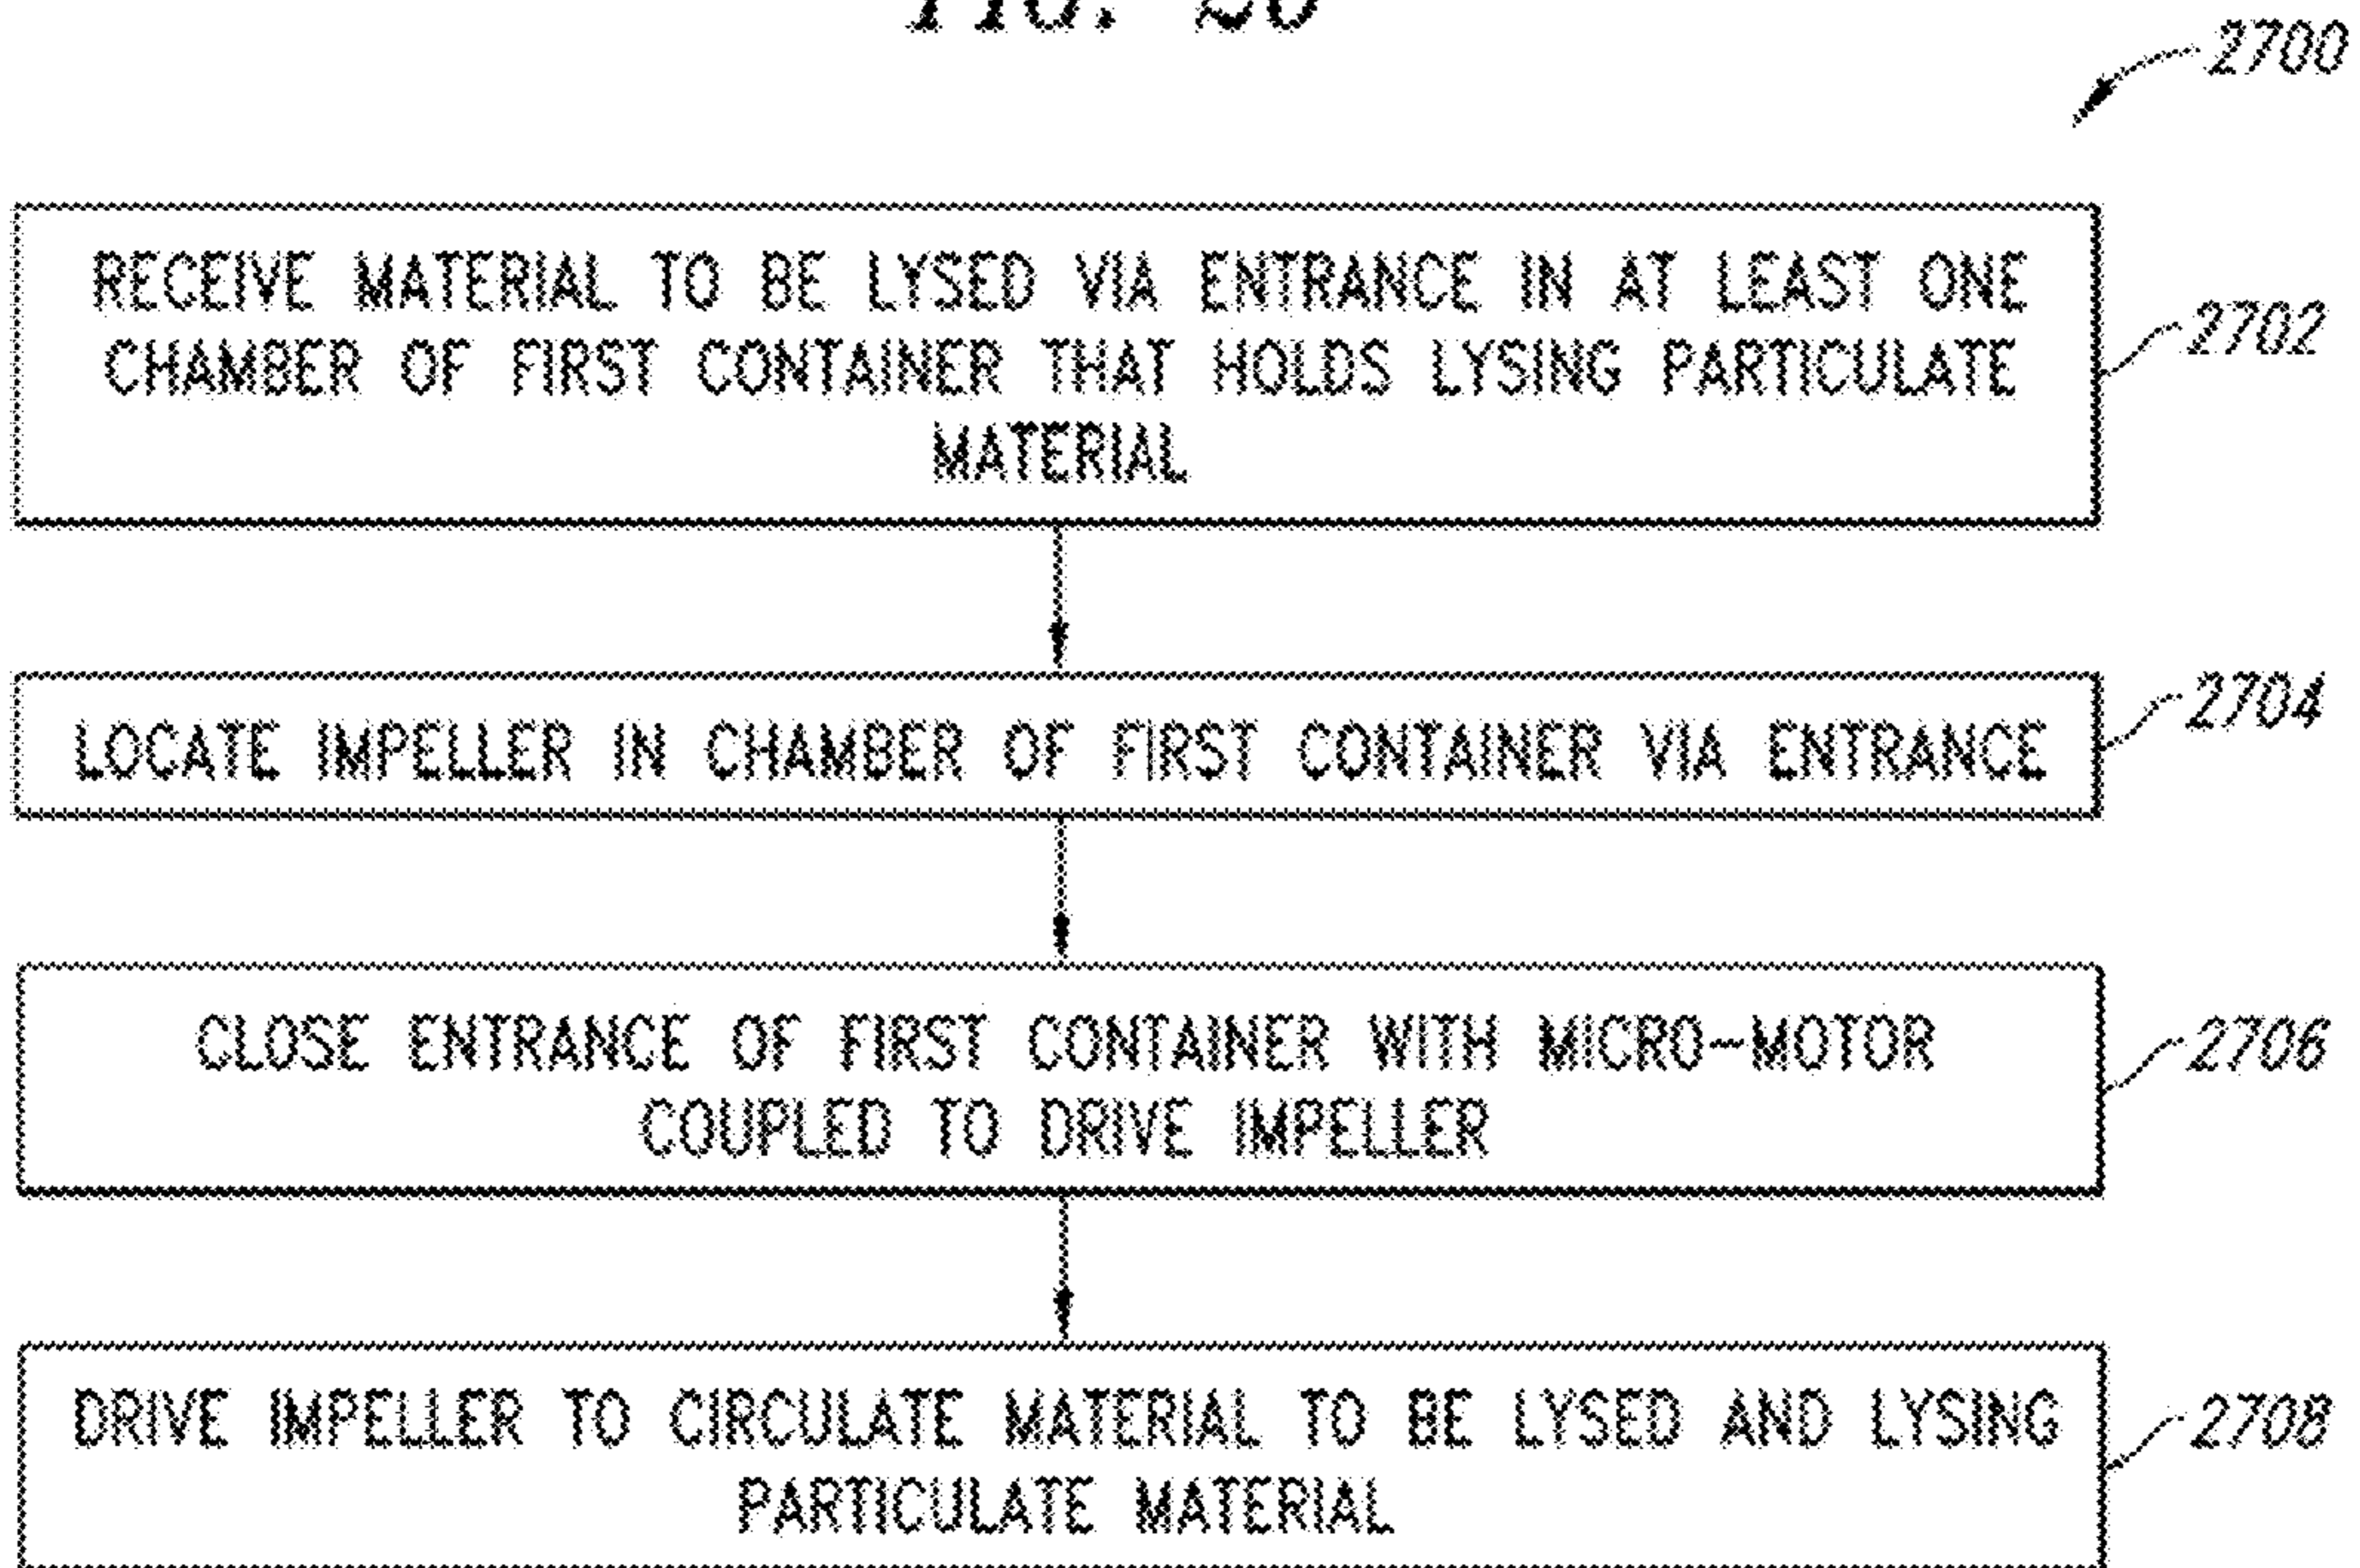 2700
RECEIVE MATERIAL TO BE LYSED VIA ENTRANCE IN AT LEAST ONE
CHAMBER OF FIRST CONTAINER THAT HOLDS LYSING PARTICULATE
MATERIAL
2702
LOCATE IMPELLER IN CHAMBER OF FIRST CONTAINER VIA ENTRANCE
2704
CLOSE ENTRANCE OF FIRST CONTAINER WITH MICRO-MOTOR
COUPLED TO DRIVE IMPELLER
2706
DRIVE IMPELLER TO CIRCULATE MATERIAL TO BE LYSED AND LYSING
PARTICULATE MATERIAL
2708